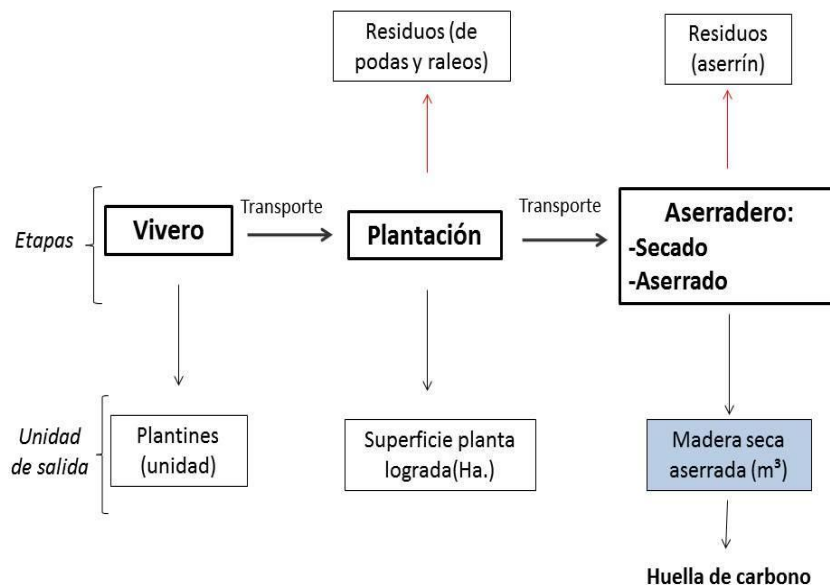 Residuos (de
podas y raleos)
Residuos
(aserrín)
Etapas
Vivero
Transporte
Plantación
Transporte
Aserradero:
-Secado
-Aserrado
Unidad
de salida
Plantines
(unidad)
Superficie planta
lograda(Ha.)
Madera seca
aserrada (m³)
Huella de carbono